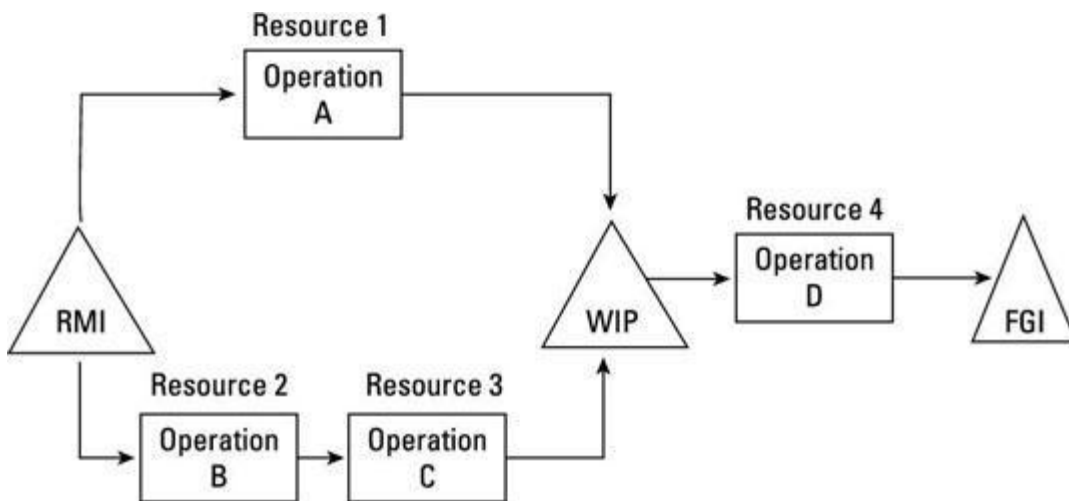 Resource 1
Operation
A
Resource 4
Operation
D
RMI
WIP
FGI
Resource 2
Resource 3
Operation
B
Operation
C